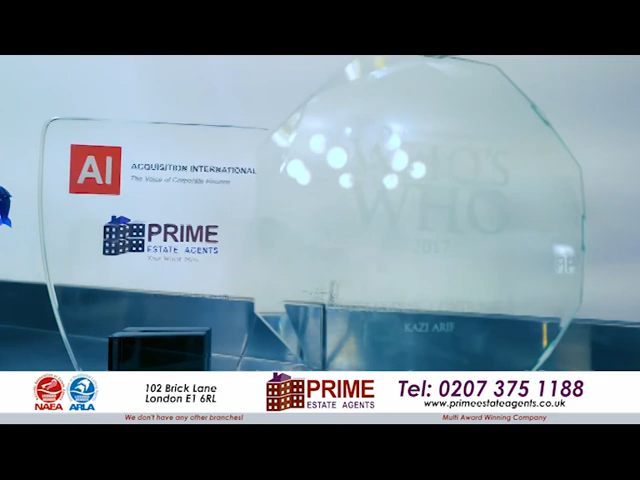 AI
ACQUISITION INTERNATIONAL
The Voice of Corporate Finance
PRIME
ESTATE AGENTS
WHO'S
WHO
2017
KAZI ARIF
NAEA
ARLA
102 Brick Lane
London E1 6RL
PRIME
ESTATE AGENTS
Tel: 0207 375 1188
www.primeestateagents.co.uk
We don't have any other branches!
Multi Award Winning Company